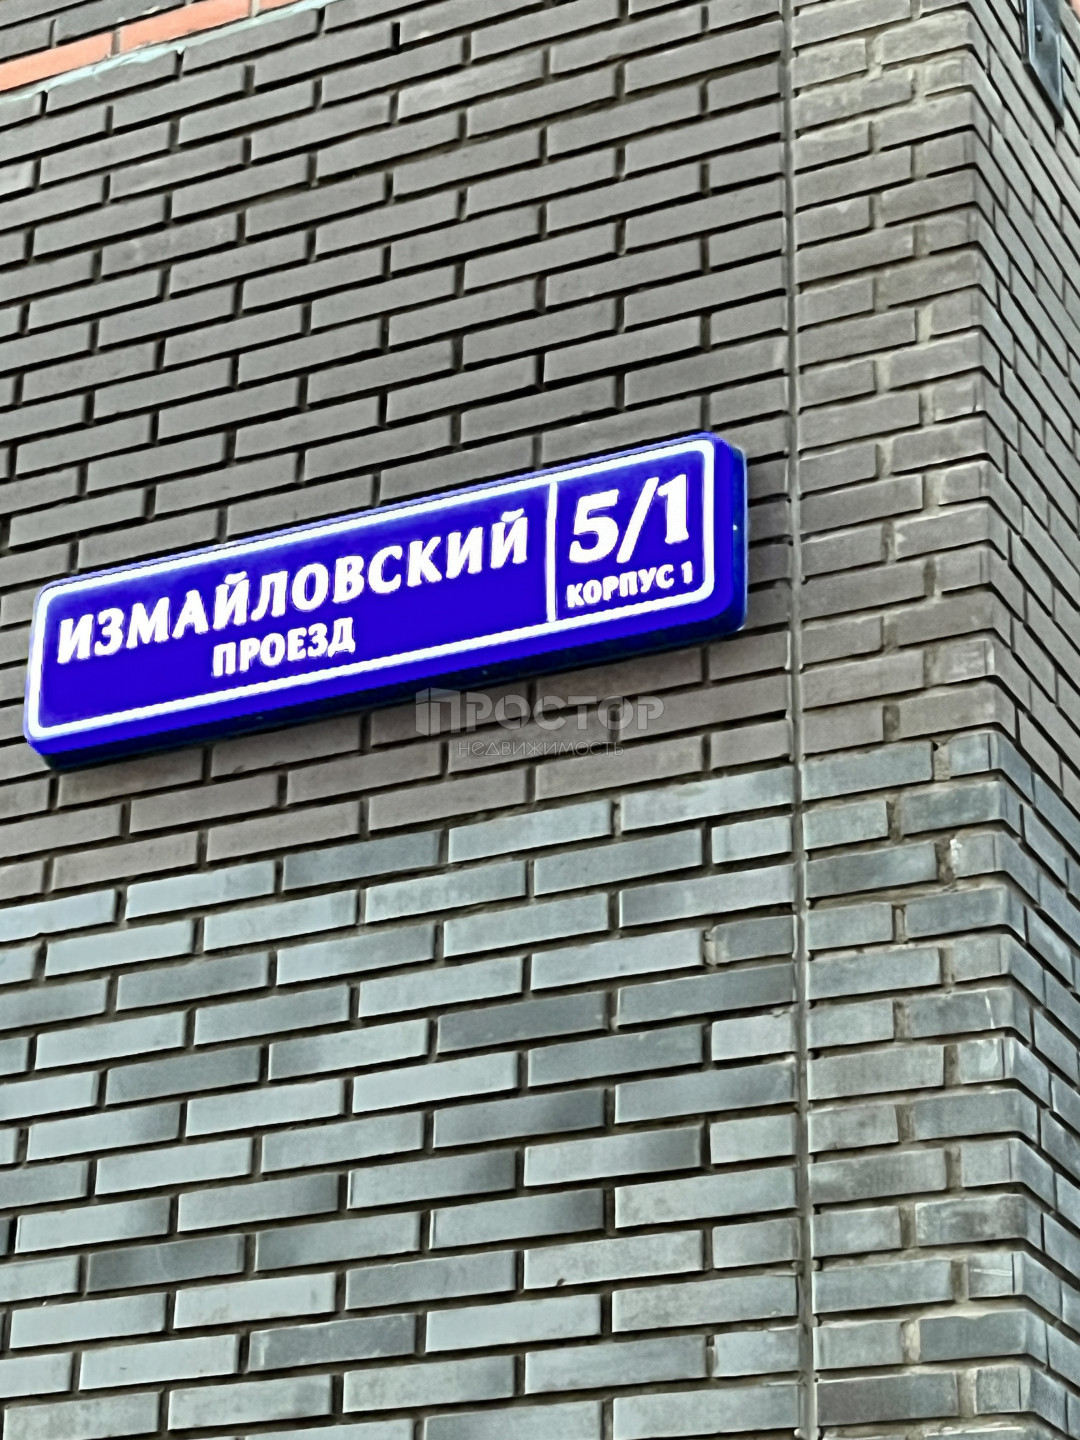 ИЗМАЙЛОВСКИЙ
ПРОЕЗД
5/1
КОРПУС 1
ПРОСТОР
НЕДВИЖИМОСТЬ